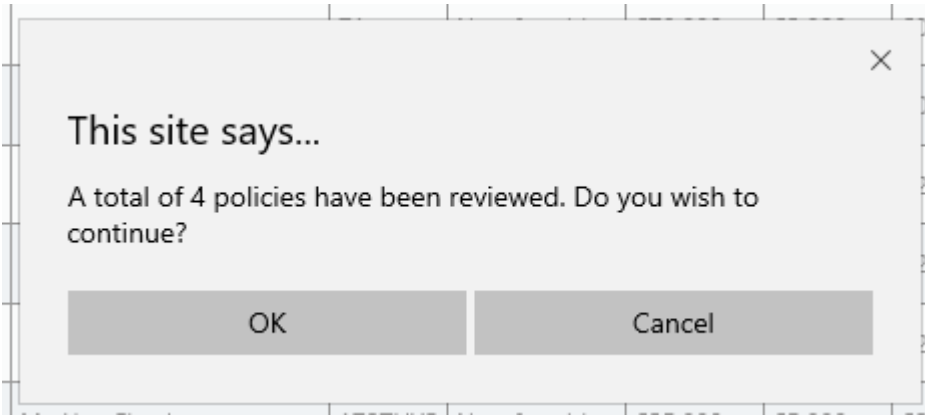 This site says...
A total of 4 policies have been reviewed. Do you wish to
continue?
OK
Cancel